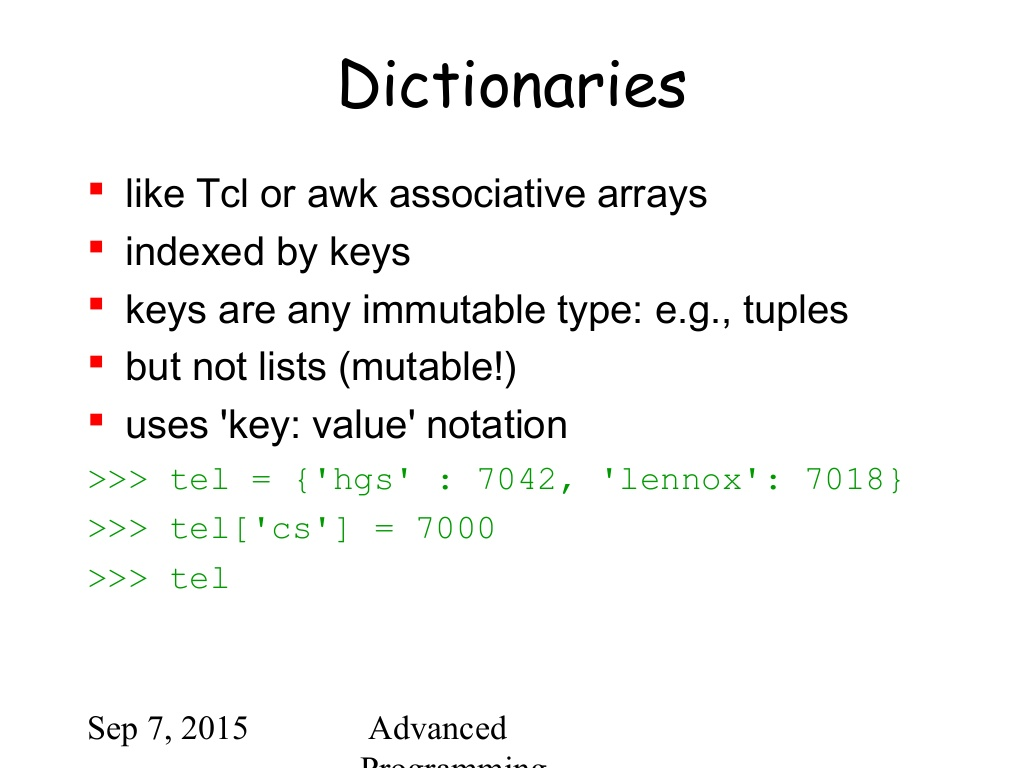 Dictionaries
like Tcl or awk associative arrays
indexed by keys
keys are any immutable type: e.g., tuples
but not lists (mutable!)
uses 'key: value' notation
>>> tel = {'hgs' : 7042, 'lennox': 7018}
>>> tel['cs'] = 7000
>>> tel
Sep 7, 2015
Advanced
Programming